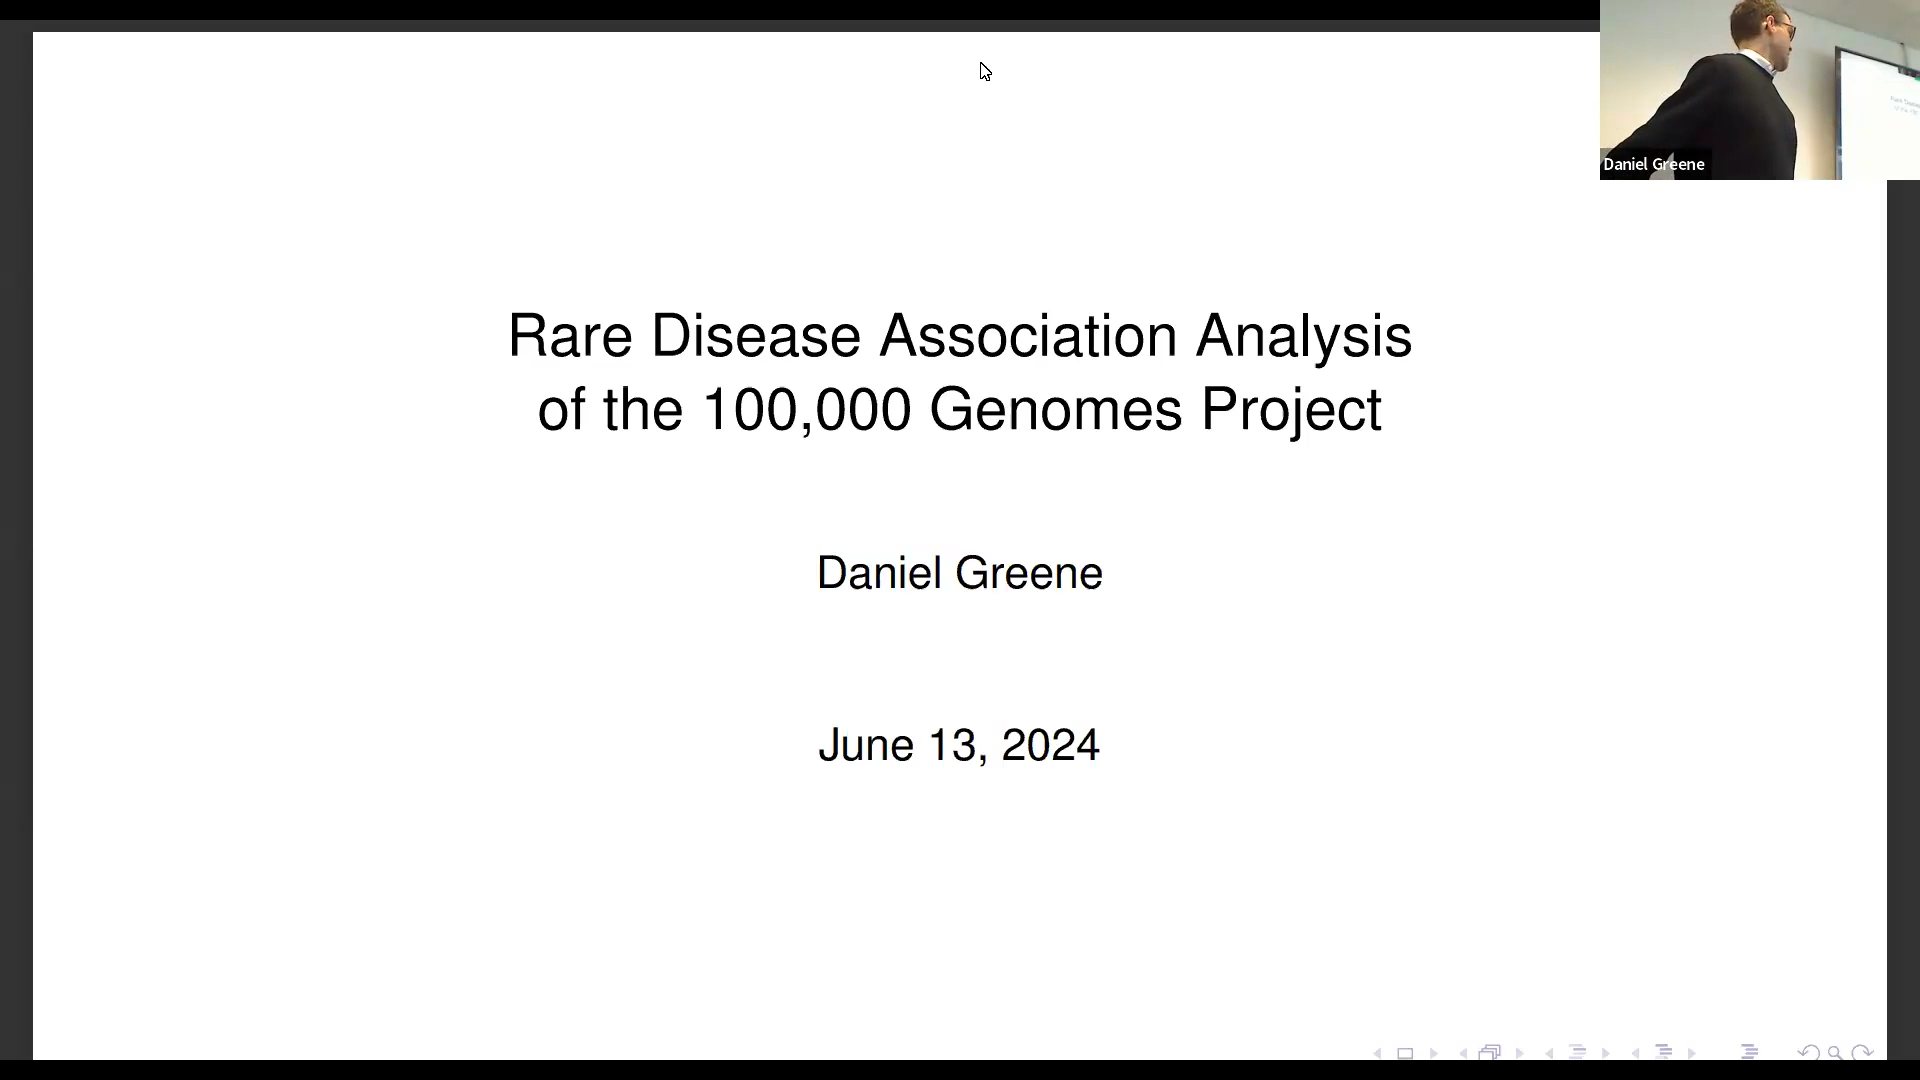 Rare Disease Association Analysis
of the 100,000 Genomes Project
Daniel Greene
June 13, 2024
Daniel Greene